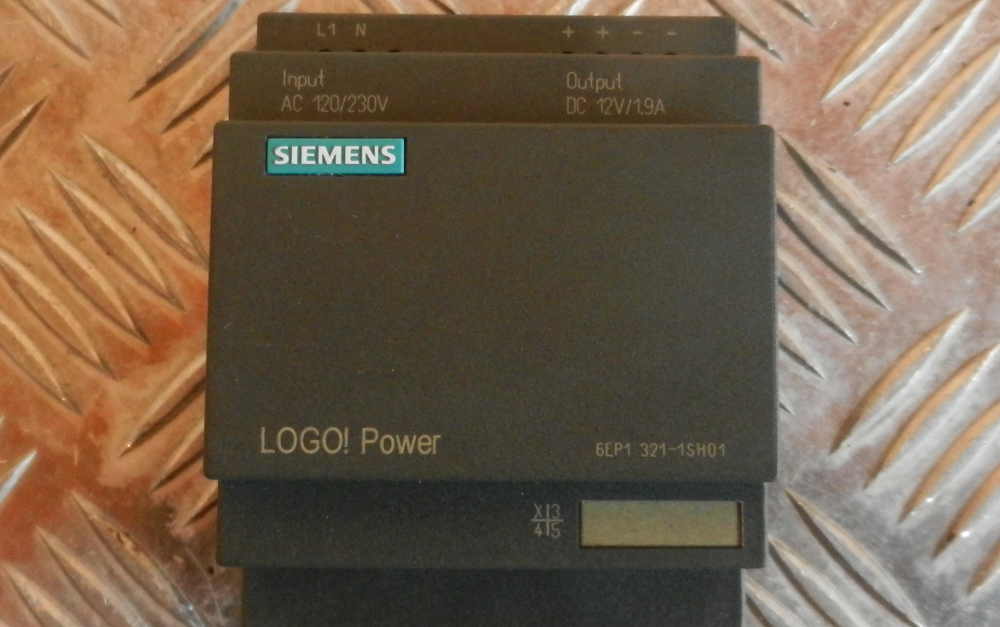 L1 N + + - -
Input Output
AC 120/230V DC 12V/1.9A
SIEMENS
LOGO! Power 6EP1 321-1SH01
X 3
4 5